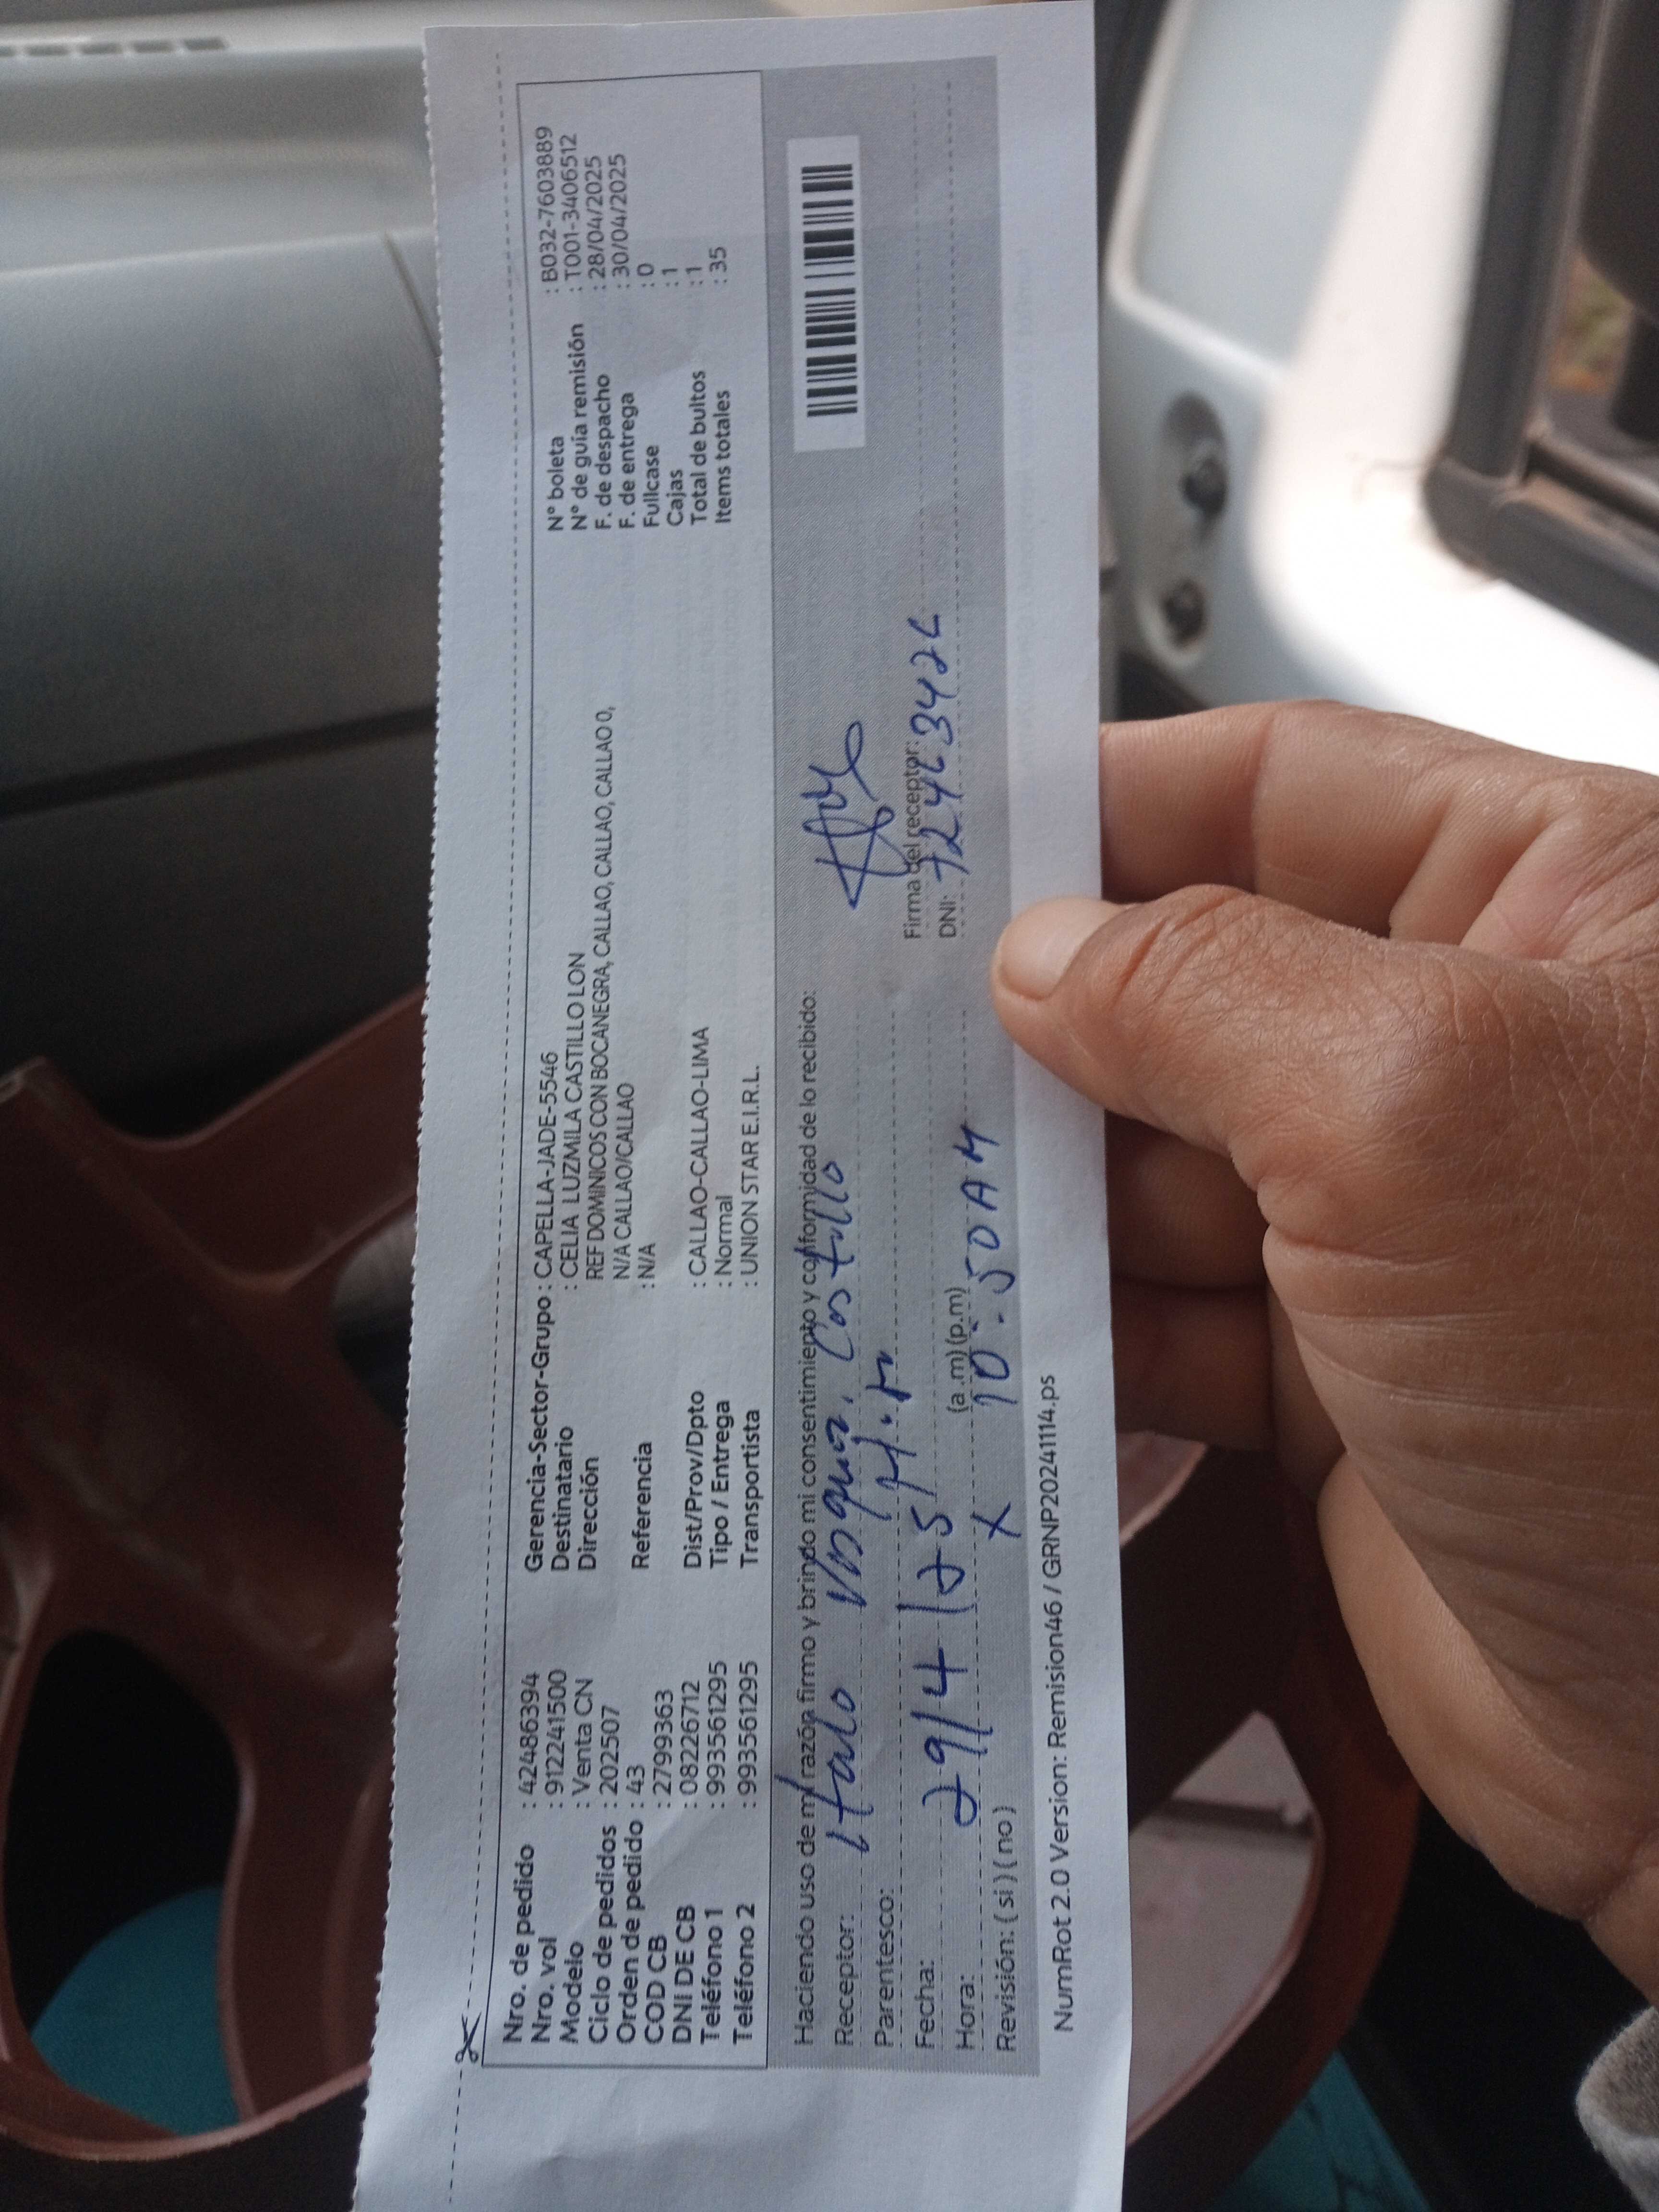 Nro. de pedido : 42486394
Nro. vol : 912241500
Modelo : Venta CN
Ciclo de pedidos : 202507
Orden de pedido : 43
COD CB : 2799363
DNI DE CB : 08226712
Teléfono 1 : 993561295
Teléfono 2 : 993561295
Gerencia-Sector-Grupo : CAPELLA-JADE-5546
Destinatario : CELIA LUZMILA CASTILLO LON
Dirección REF DOMINICOS CON BOCANEGRA, CALLAO, CALLAO, CALLAO 0,
N/A CALLAO/CALLAO
Referencia : N/A
Dist/Prov/Dpto : CALLAO-CALLAO-LIMA
Tipo / Entrega : Normal
Transportista : UNION STAR E.I.R.L.
N° boleta : B032-7603889
N° de guía remisión : T001-3406512
F. de despacho : 28/04/2025
F. de entrega : 30/04/2025
Fullcase : 0
Cajas : 1
Total de bultos : 1
Items totales : 35
Haciendo uso de mi razón firmo y brindo mi consentimiento y conformidad de lo recibido:
Receptor: Italo Castillo
Parentesco:
Fecha: 29/4/25
Hora: (a.m) (p.m) 10:50 AM
Revisión: ( si ) ( no ) X
Firma del receptor:
DNI:
NumRot 2.0 Version: Remision46 / GRNP20241114.ps